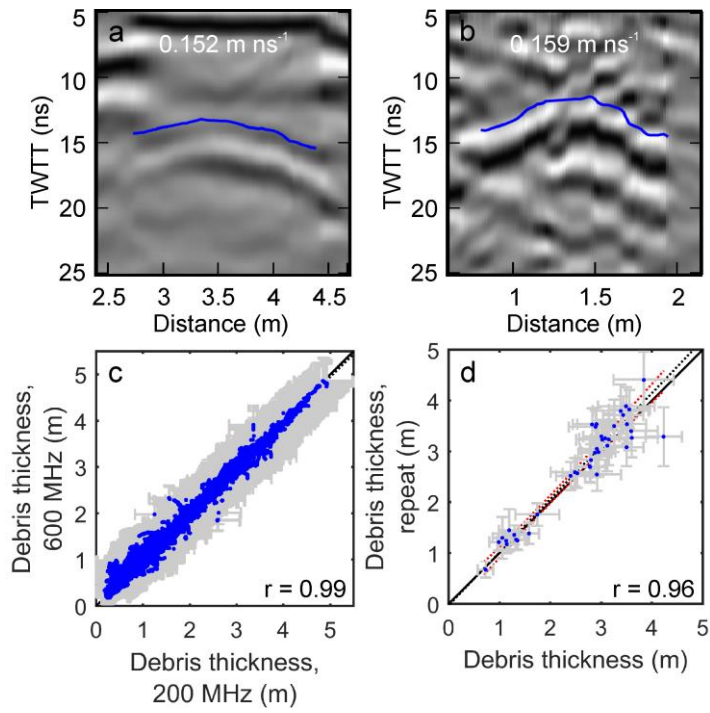 a
0.152 m ns⁻¹
TWTT (ns)
5
10
15
20
25
2.5 3 3.5 4 4.5
Distance (m)
b
0.159 m ns⁻¹
TWTT (ns)
5
10
15
20
25
1 1.5 2
Distance (m)
c
Debris thickness,
600 MHz (m)
5
4
3
2
1
0
r = 0.99
0 1 2 3 4 5
Debris thickness,
200 MHz (m)
d
Debris thickness,
repeat (m)
5
4
3
2
1
0
r = 0.96
0 1 2 3 4 5
Debris thickness (m)